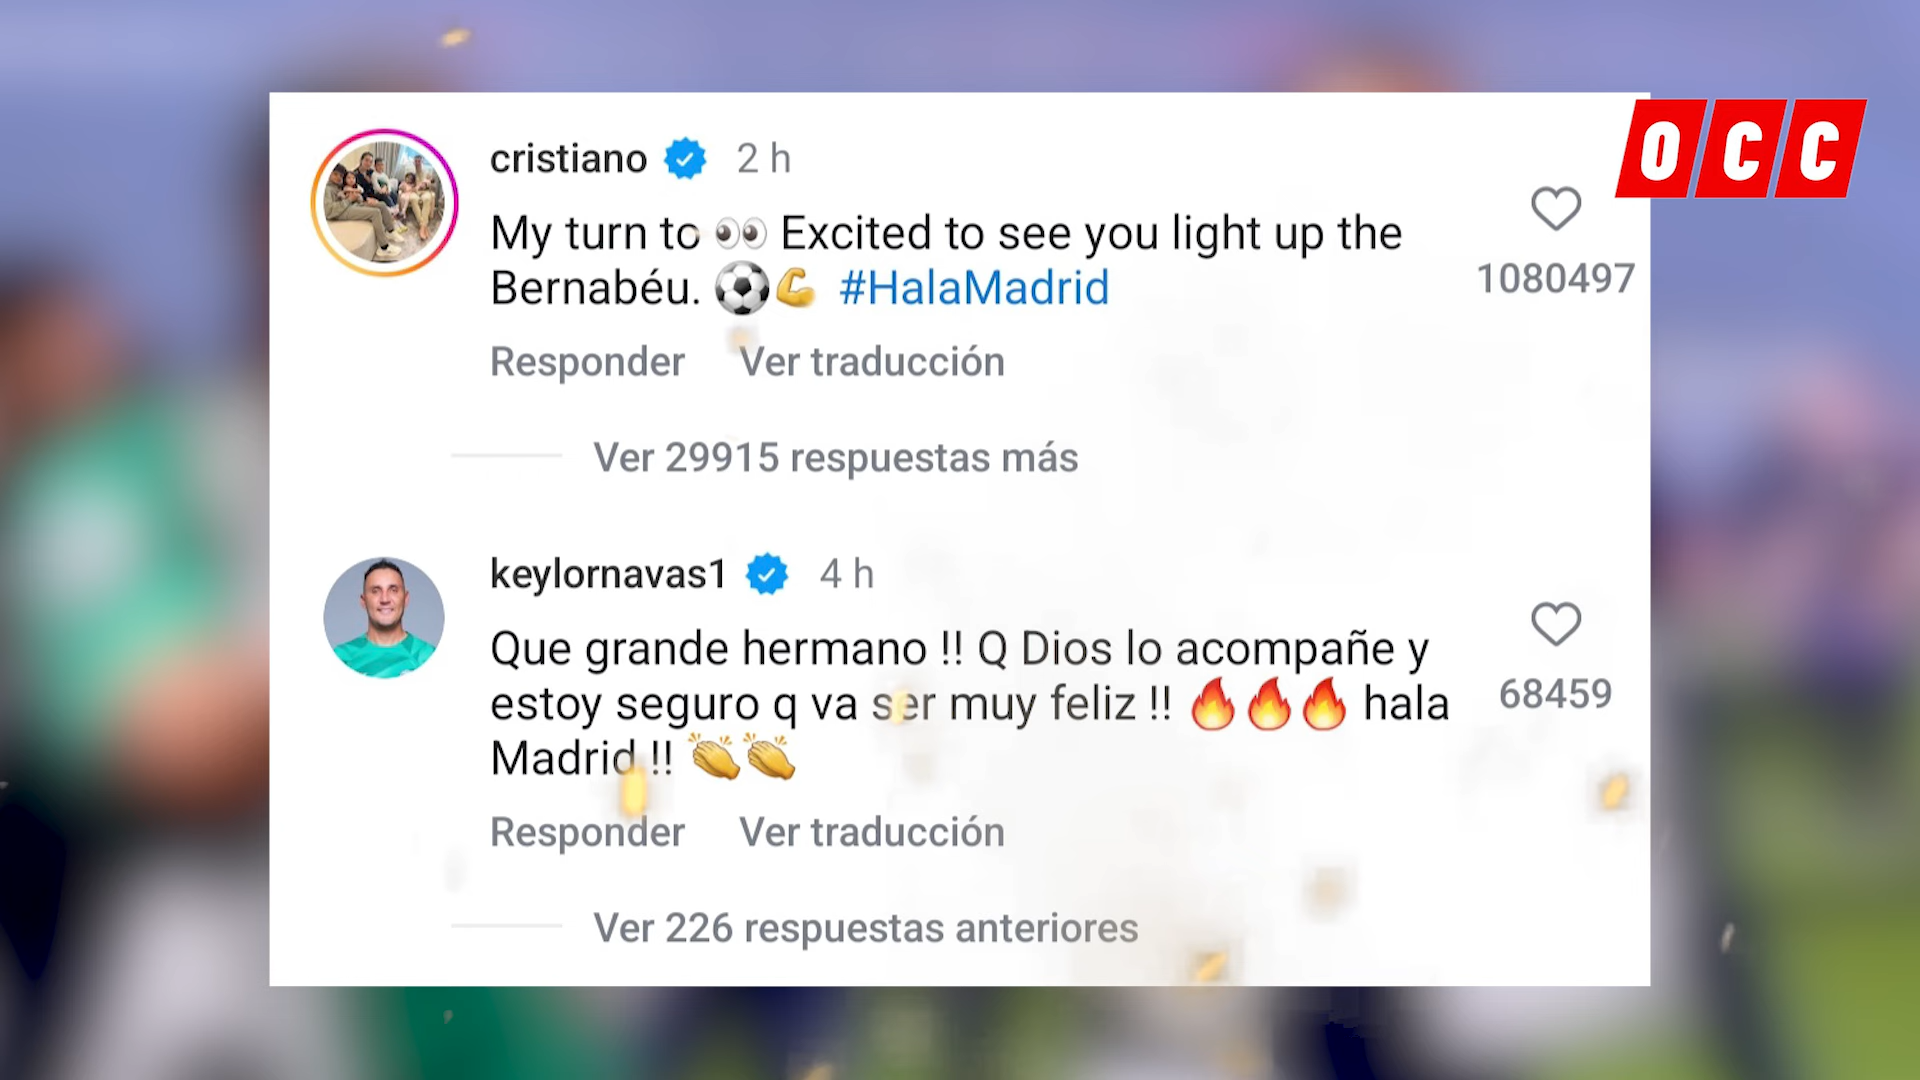 OCC
cristiano 2 h
My turn to 👀 Excited to see you light up the
Bernabéu. ⚽💪 #HalaMadrid
1080497
Responder Ver traducción
Ver 29915 respuestas más
keylornavas1 4 h
Que grande hermano !! Q Dios lo acompañe y
estoy seguro q va ser muy feliz !! 🔥🔥🔥 hala
Madrid !! 👏👏
68459
Responder Ver traducción
Ver 226 respuestas anteriores